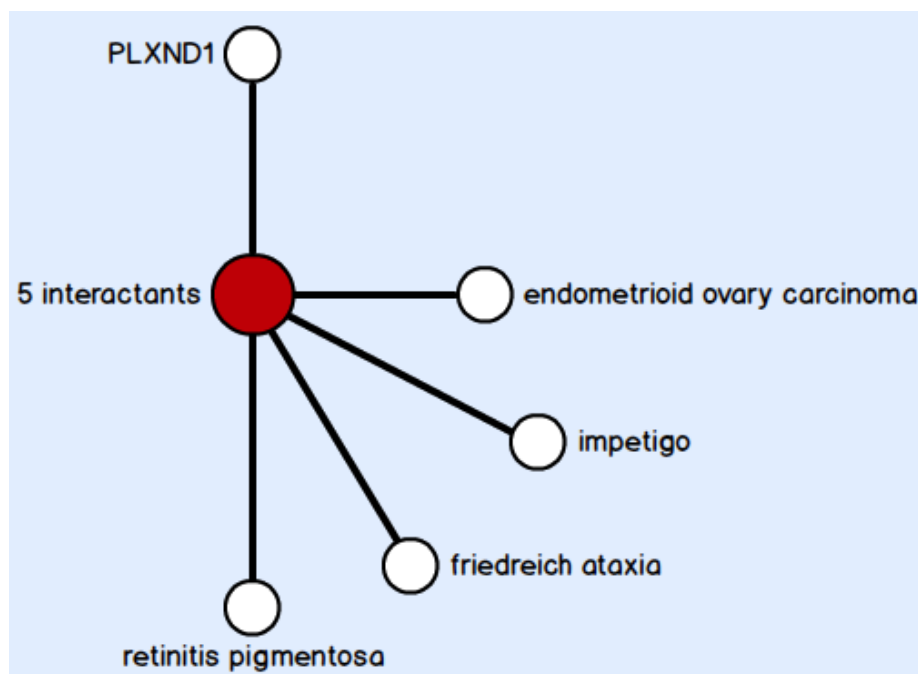 PLXND1
5 interactants
endometrioid ovary carcinoma
impetigo
friedreich ataxia
retinitis pigmentosa